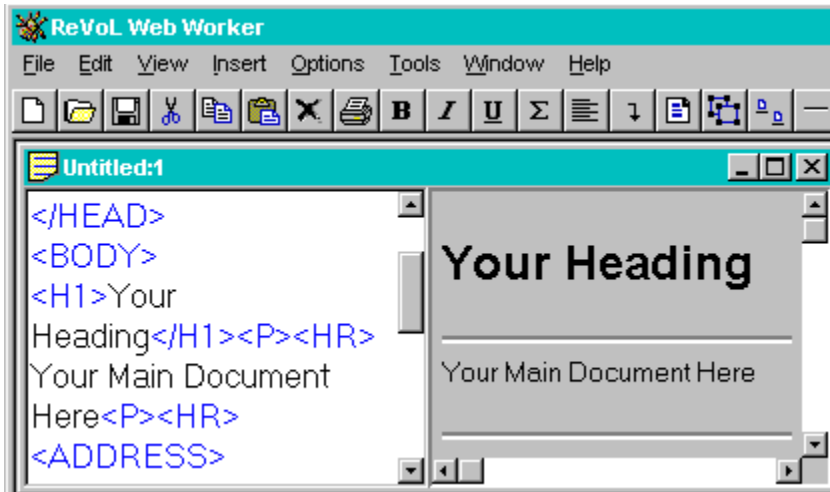 ReVoL Web Worker
File Edit View Insert Options Tools Window Help
B I U Σ
Untitled:1
</HEAD>
<BODY>
<H1>Your
Heading</H1><P><HR>
Your Main Document
Here<P><HR>
<ADDRESS>
Your Heading
Your Main Document Here